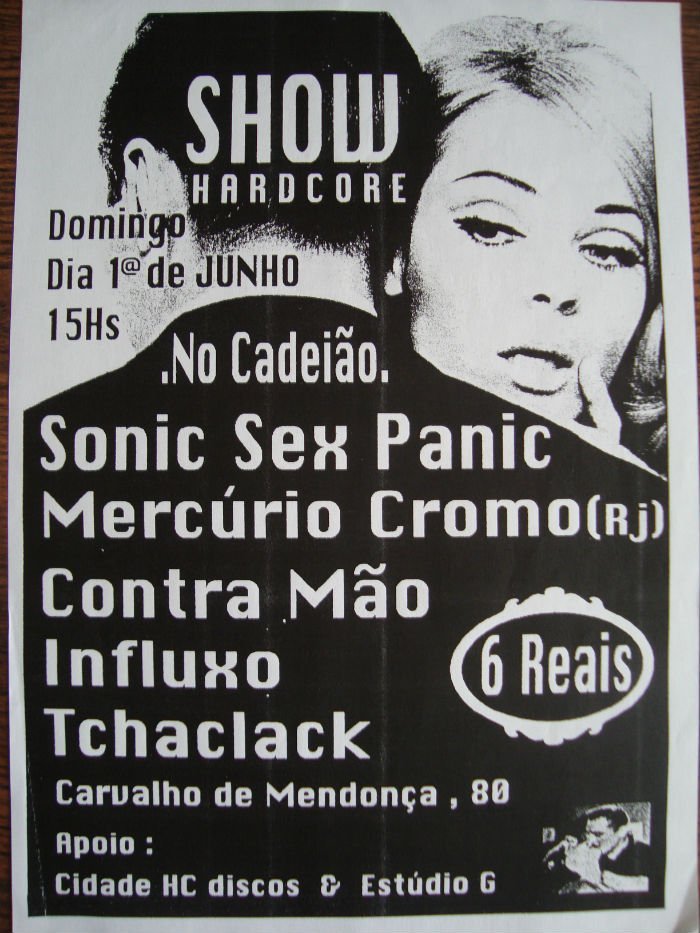 SHOW
HARDCORE
Domingo
Dia 1@ de JUNHO
15Hs
.No Cadeião.
Sonic Sex Panic
Mercúrio Cromo(Rj)
Contra Mão
Influxo
6 Reais
Tchaclack
Carvalho de Mendonça , 80
Apoio :
Cidade HC discos & Estúdio G